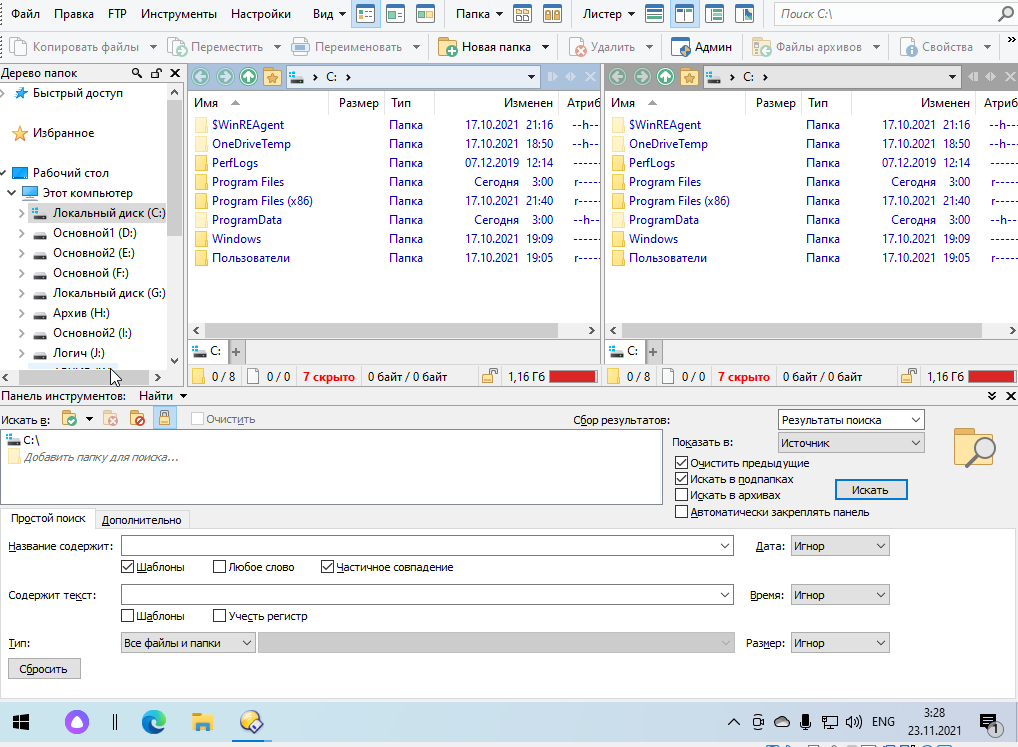 Файл Правка FTP Инструменты Настройки Вид Папка Листер Поиск C:\
Копировать файлы Переместить Переименовать Новая папка Удалить Админ Файлы архивов Свойства »
Дерево папок
Быстрый доступ
Избранное
Рабочий стол
Этот компьютер
Локальный диск (C:)
Основной1 (D:)
Основной2 (E:)
Основной (F:)
Локальный диск (G:)
Архив (H:)
Основной2 (I:)
Логич (J:)
C:
Имя Размер Тип Изменен Атриб
$WinREAgent Папка 17.10.2021 21:16 --h--
OneDriveTemp Папка 17.10.2021 18:50 --h--
PerfLogs Папка 07.12.2019 12:14 -----
Program Files Папка Сегодня 3:00 r----
Program Files (x86) Папка 17.10.2021 21:40 r----
ProgramData Папка Сегодня 3:00 --h--
Windows Папка 17.10.2021 19:09 -----
Пользователи Папка 17.10.2021 19:05 r----
C: +
0 / 8 0 / 0 7 скрыто 0 байт / 0 байт 1,16 Гб
C:
Имя Размер Тип Изменен Атриб
$WinREAgent Папка 17.10.2021 21:16 --h--
OneDriveTemp Папка 17.10.2021 18:50 --h--
PerfLogs Папка 07.12.2019 12:14 -----
Program Files Папка Сегодня 3:00 r----
Program Files (x86) Папка 17.10.2021 21:40 r----
ProgramData Папка Сегодня 3:00 --h--
Windows Папка 17.10.2021 19:09 -----
Пользователи Папка 17.10.2021 19:05 r----
C: +
0 / 8 0 / 0 7 скрыто 0 байт / 0 байт 1,16 Гб
Панель инструментов: Найти
Искать в: Очистить Сбор результатов: Результаты поиска
C:\
Добавить папку для поиска...
Показать в: Источник
Очистить предыдущие
Искать в подпапках
Искать в архивах
Искать
Автоматически закреплять панель
Простой поиск Дополнительно
Название содержит: Дата: Игнор
Шаблоны Любое слово Частичное совпадение
Содержит текст: Время: Игнор
Шаблоны Учесть регистр
Тип: Все файлы и папки Размер: Игнор
Сбросить
ENG 3:28
23.11.2021
1